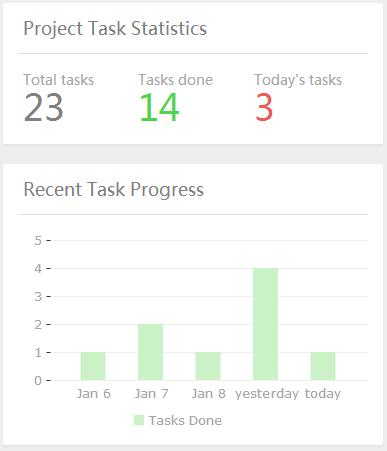 Project Task Statistics
Total tasks Tasks done Today's tasks
23 14 3
Recent Task Progress
5
4
3
2
1
0
Jan 6 Jan 7 Jan 8 yesterday today
Tasks Done